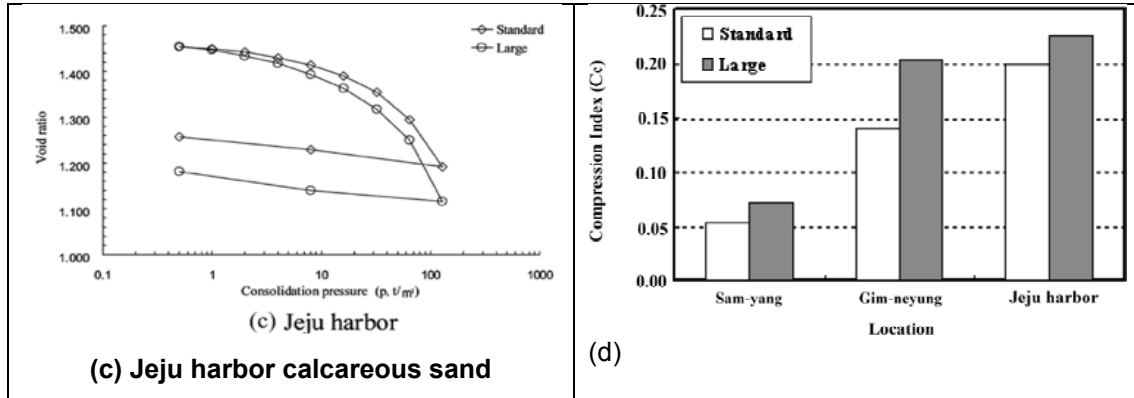 1.500
1.400
1.300
1.200
1.100
1.000
Void ratio
Standard
Large
0.1
1
10
100
1000
Consolidation pressure (p, t/㎡)
(c) Jeju harbor
(c) Jeju harbor calcareous sand
0.25
0.20
0.15
0.10
0.05
0.00
Compression Index (Cc)
Standard
Large
Sam-yang
Gim-neyung
Jeju harbor
Location
(d)